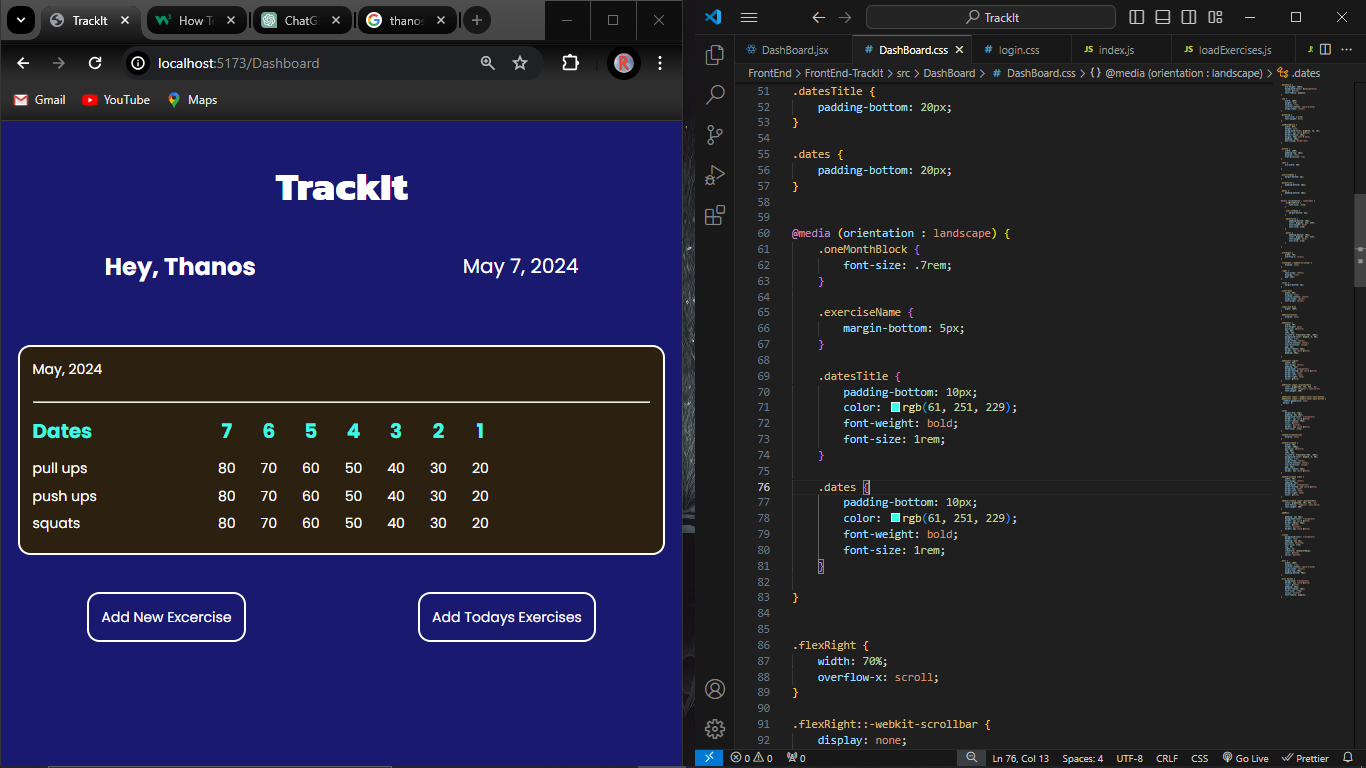 TrackIt
How T
ChatG
thano
localhost:5173/Dashboard
R
Gmail
YouTube
Maps
TrackIt
Hey, Thanos
May 7, 2024
May, 2024
Dates 7 6 5 4 3 2 1
pull ups 80 70 60 50 40 30 20
push ups 80 70 60 50 40 30 20
squats 80 70 60 50 40 30 20
Add New Excercise
Add Todays Exercises
TrackIt
DashBoard.jsx
DashBoard.css
login.css
index.js
loadExercises.js
FrontEnd > FrontEnd-TrackIt > src > DashBoard > # DashBoard.css > {} @media (orientation : landscape) > .dates
51 .datesTitle {
52 padding-bottom: 20px;
53 }
54
55 .dates {
56 padding-bottom: 20px;
57 }
58
59
60 @media (orientation : landscape) {
61 .oneMonthBlock {
62 font-size: .7rem;
63 }
64
65 .exerciseName {
66 margin-bottom: 5px;
67 }
68
69 .datesTitle {
70 padding-bottom: 10px;
71 color: rgb(61, 251, 229);
72 font-weight: bold;
73 font-size: 1rem;
74 }
75
76 .dates {
77 padding-bottom: 10px;
78 color: rgb(61, 251, 229);
79 font-weight: bold;
80 font-size: 1rem;
81 }
82
83 }
84
85
86 .flexRight {
87 width: 70%;
88 overflow-x: scroll;
89 }
90
91 .flexRight::-webkit-scrollbar {
92 display: none;
0 0 0 Ln 76, Col 13 Spaces: 4 UTF-8 CRLF CSS Go Live Prettier